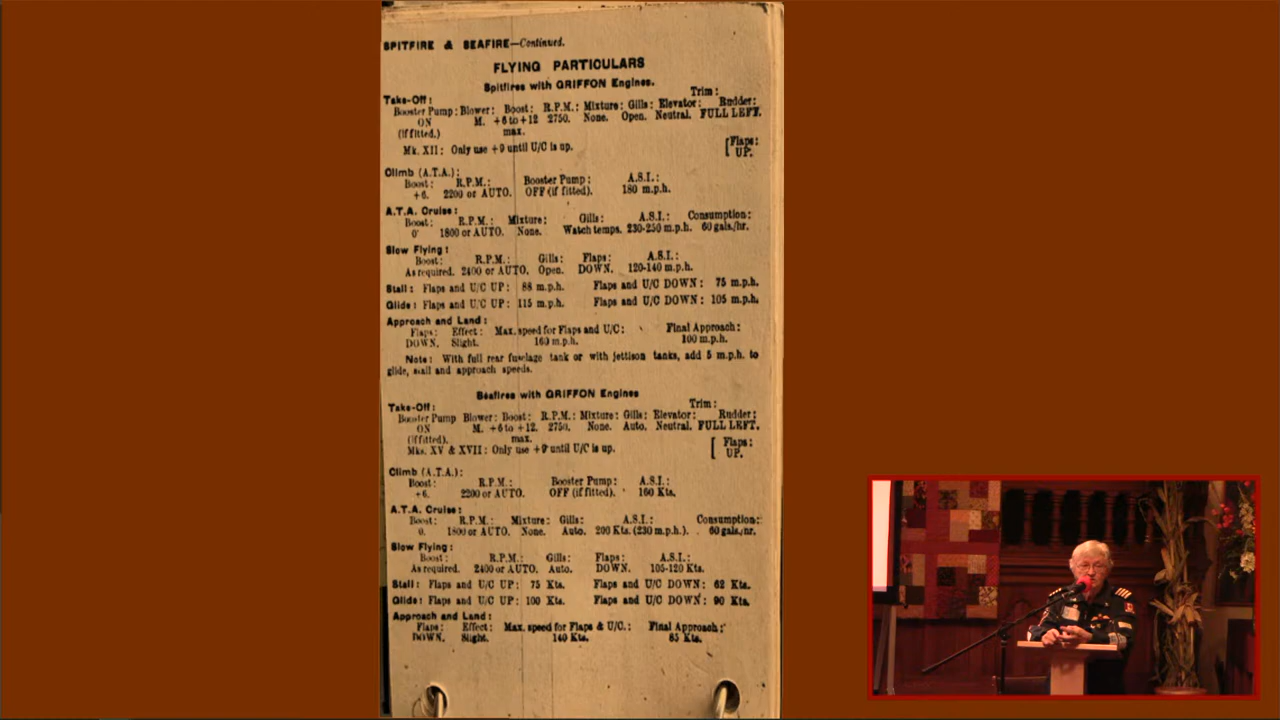 SPITFIRE & SEAFIRE—Continued.
FLYING PARTICULARS
Spitfires with GRIFFON Engines.
Trim:
Take-Off:
Booster Pump: Blower: Boost: R.P.M.: Mixture: Gills: Elevator: Rudder:
ON M. +6 to +12 2750. None. Open. Neutral. FULL LEFT.
(if fitted.) max.
Mk. XII: Only use +9 until U/C is up. [Flaps:
UP.
Climb (A.T.A.):
Boost: R.P.M.: Booster Pump: A.S.I.:
+6. 2200 or AUTO. OFF (if fitted). 180 m.p.h.
A.T.A. Cruise:
Boost: R.P.M.: Mixture: Gills: A.S.I.: Consumption:
0 1800 or AUTO. None. Watch temps. 230-250 m.p.h. 60 gals./hr.
Slow Flying:
Boost: R.P.M.: Gills: Flaps: A.S.I.:
As required. 2400 or AUTO. Open. DOWN. 120-140 m.p.h.
Stall: Flaps and U/C UP: 88 m.p.h. Flaps and U/C DOWN: 75 m.p.h.
Glide: Flaps and U/C UP: 115 m.p.h. Flaps and U/C DOWN: 105 m.p.h.
Approach and Land:
Flaps: Effect: Max. speed for Flaps and U/C: Final Approach:
DOWN. Slight. 160 m.p.h. 100 m.p.h.
Note: With full rear fuselage tank or with jettison tanks, add 5 m.p.h. to
glide, stall and approach speeds.
Seafires with GRIFFON Engines
Trim:
Take-Off:
Booster Pump Blower: Boost: R.P.M.: Mixture: Gills: Elevator: Rudder:
ON M. +6 to +12. 2750. None. Auto. Neutral. FULL LEFT.
(if fitted). max.
Mks. XV & XVII: Only use +9 until U/C is up. [ Flaps:
UP.
Climb (A.T.A.):
Boost: R.P.M.: Booster Pump: A.S.I.:
+6. 2200 or AUTO. OFF (if fitted). 160 Kts.
A.T.A. Cruise:
Boost: R.P.M.: Mixture: Gills: A.S.I.: Consumption:
0. 1800 or AUTO. None. Auto. 200 Kts. (230 m.p.h.). 60 gals./hr.
Slow Flying:
Boost: R.P.M.: Gills: Flaps: A.S.I.:
As required. 2400 or AUTO. Auto. DOWN. 105-120 Kts.
Stall: Flaps and U/C UP: 75 Kts. Flaps and U/C DOWN: 62 Kts.
Glide: Flaps and U/C UP: 100 Kts. Flaps and U/C DOWN: 90 Kts.
Approach and Land:
Flaps: Effect: Max. speed for Flaps & U/C.: Final Approach:
DOWN. Slight. 140 Kts. 85 Kts.